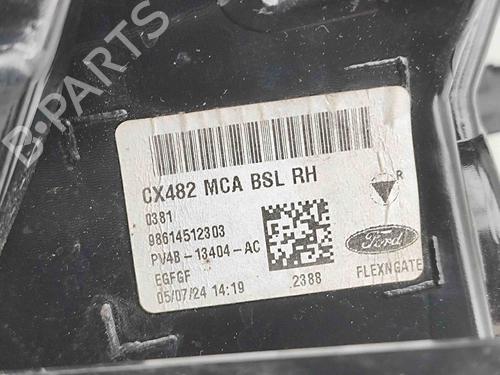 B-PARTS
CX482 MCA BSL RH
0381
98614512303
PV4B-13404-AC
EGFGF
05/07/24 14:19
.2388
R
Ford
FLEXNGATE